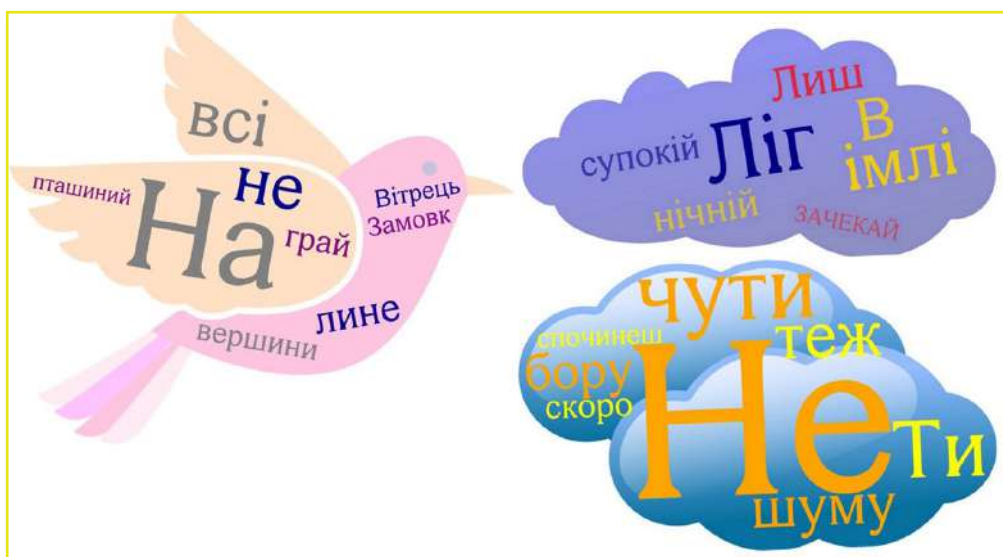 всі
не
пташиний
На
грай
Вітрець
Замовк
лине
вершини
Лиш
В
супокій
Ліг
імлі
нічній
ЗАЧЕКАЙ
чути
спочинеш
теж
бору
скоро
Не
Ти
шуму